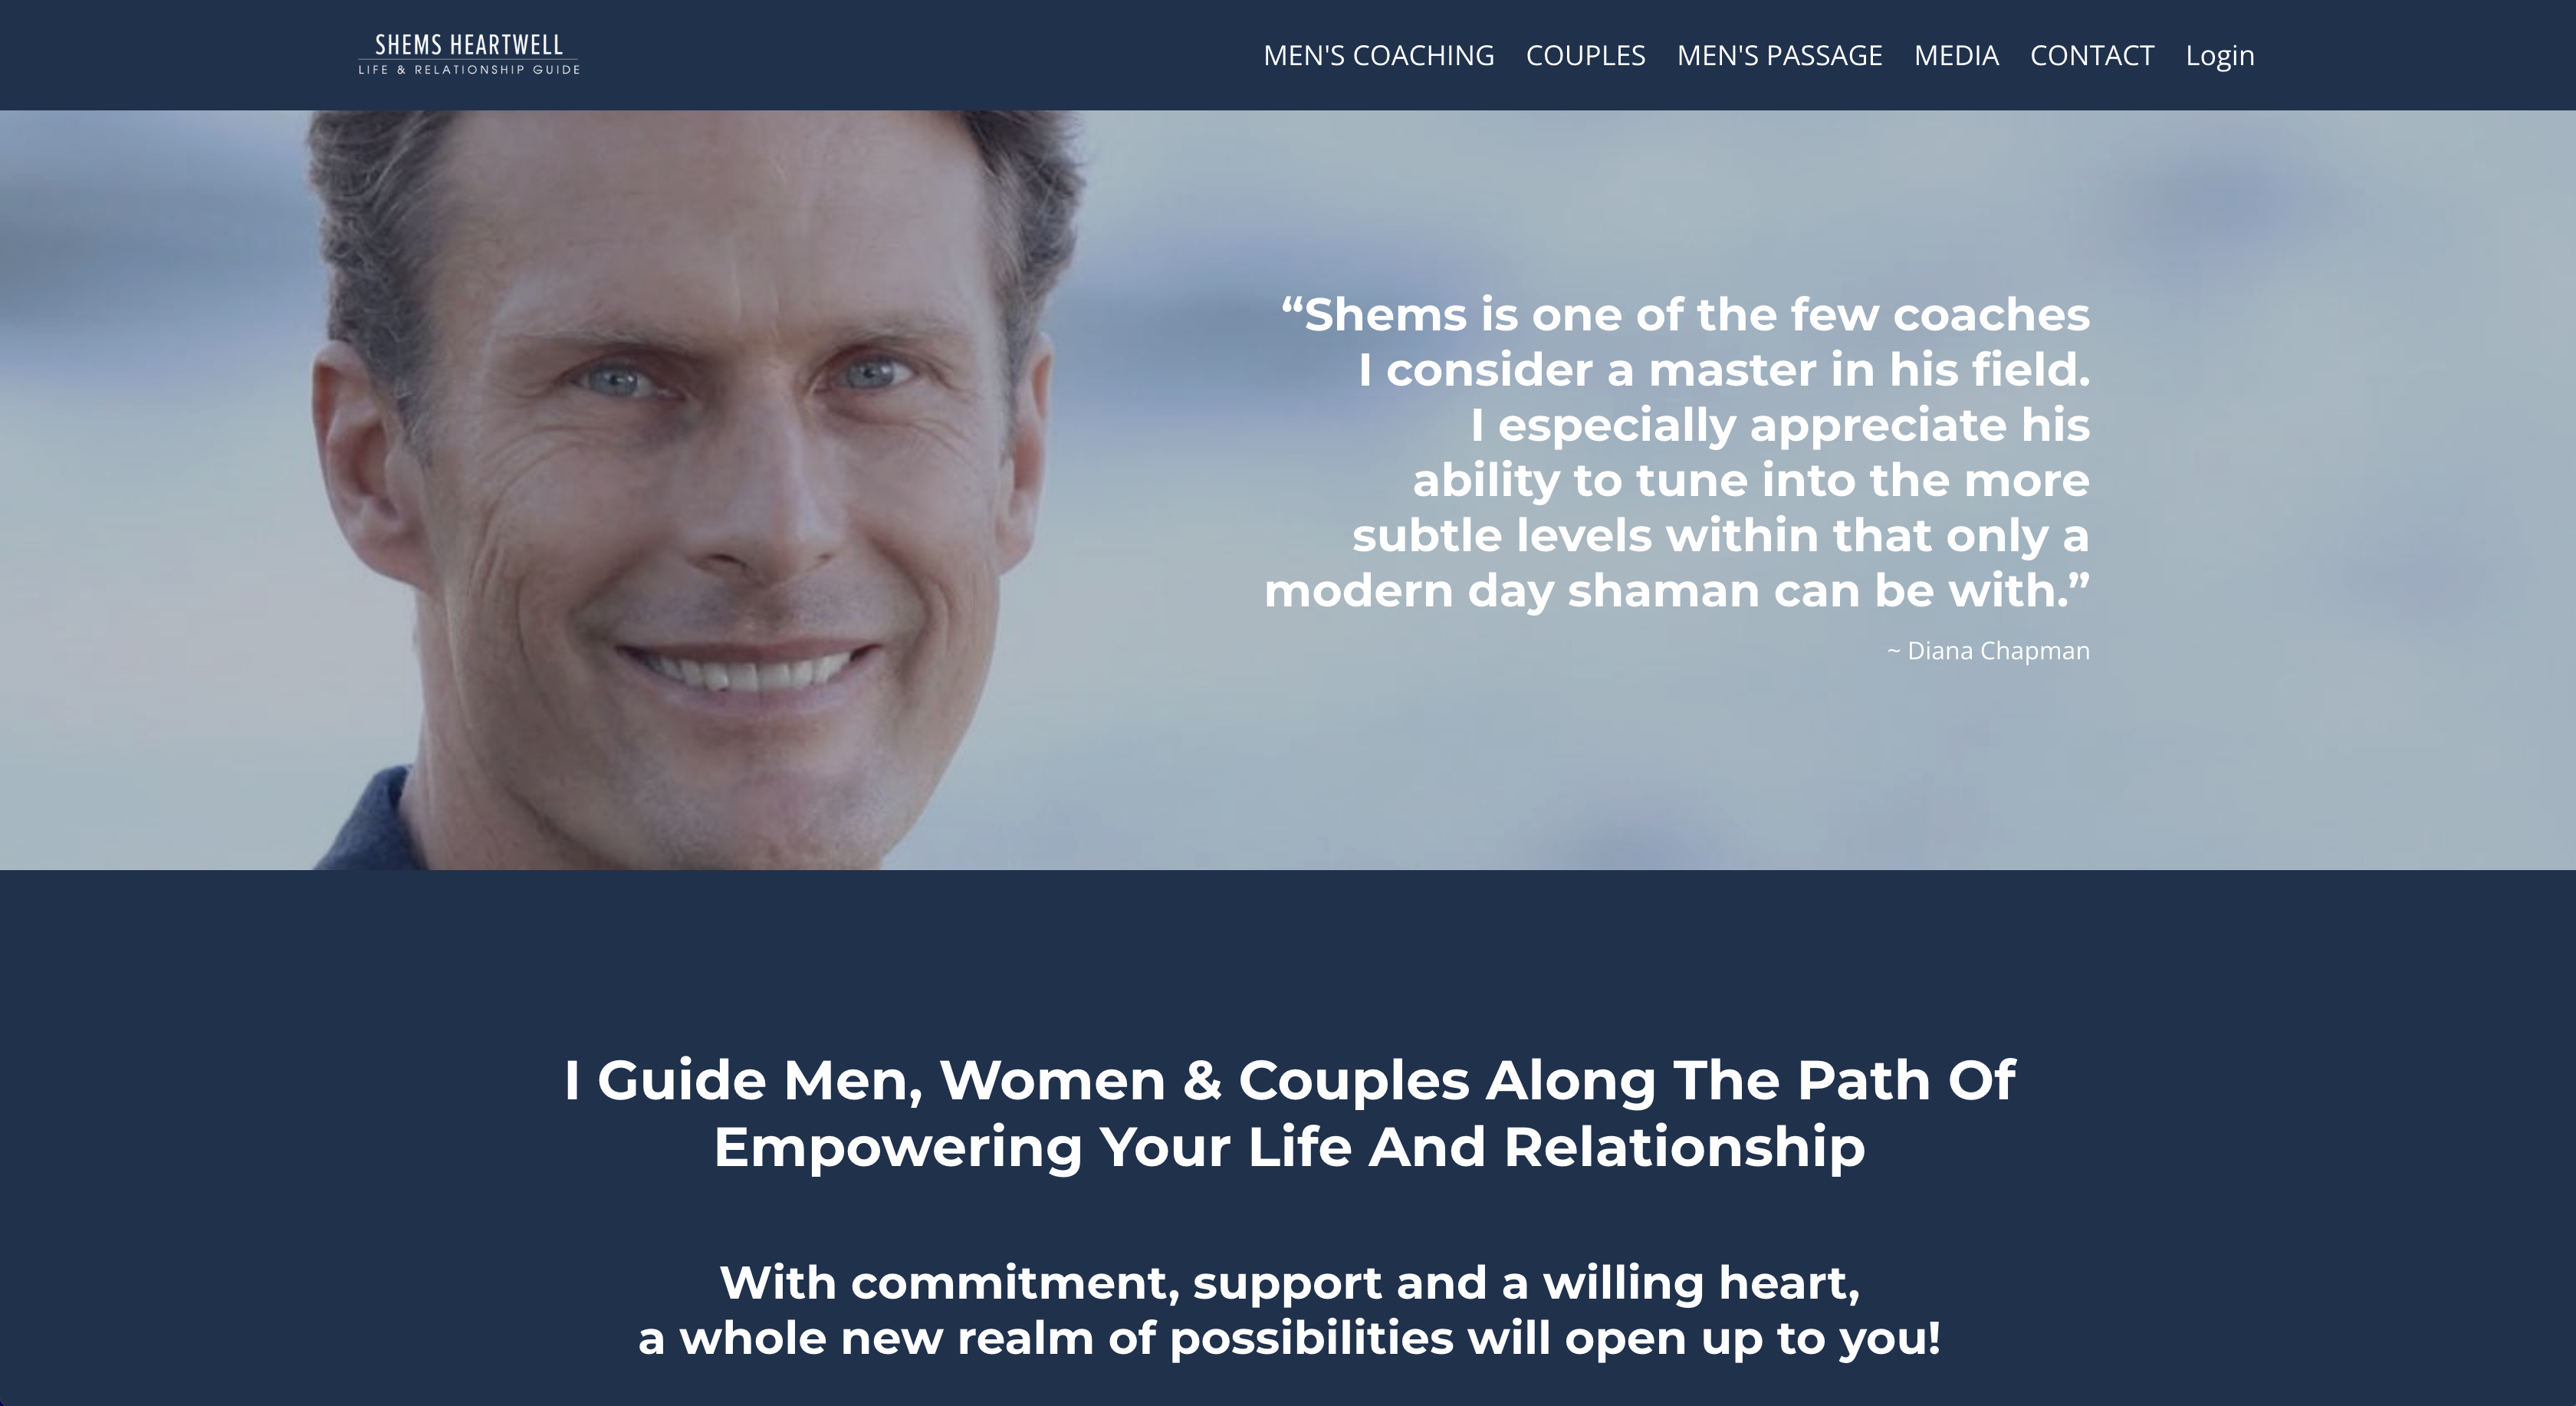 SHEMS HEARTWELL
LIFE & RELATIONSHIP GUIDE
MEN'S COACHING COUPLES MEN'S PASSAGE MEDIA CONTACT Login
“Shems is one of the few coaches
I consider a master in his field.
I especially appreciate his
ability to tune into the more
subtle levels within that only a
modern day shaman can be with.”
~ Diana Chapman
I Guide Men, Women & Couples Along The Path Of
Empowering Your Life And Relationship
With commitment, support and a willing heart,
a whole new realm of possibilities will open up to you!